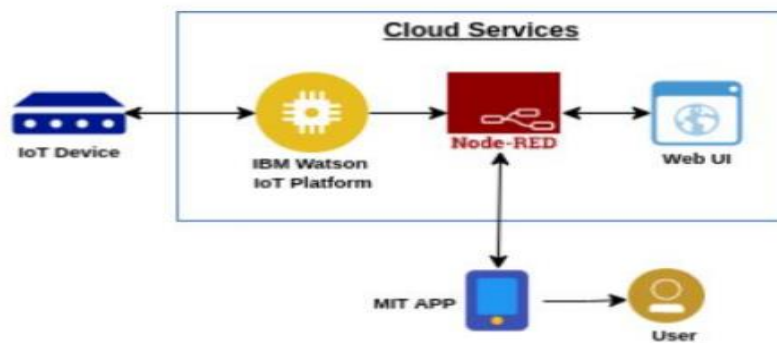 Cloud Services
IoT Device
IBM Watson
IoT Platform
Node-RED
Web UI
MIT APP
User